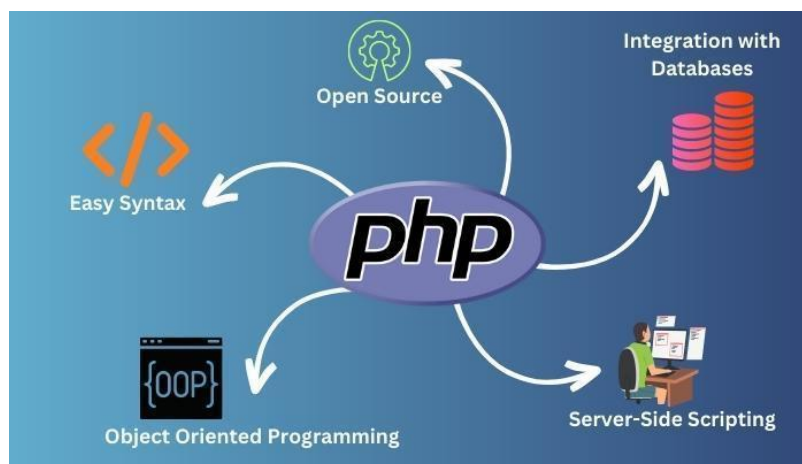 Open Source
Integration with
Databases
Easy Syntax
php
{OOP}
Object Oriented Programming
Server-Side Scripting